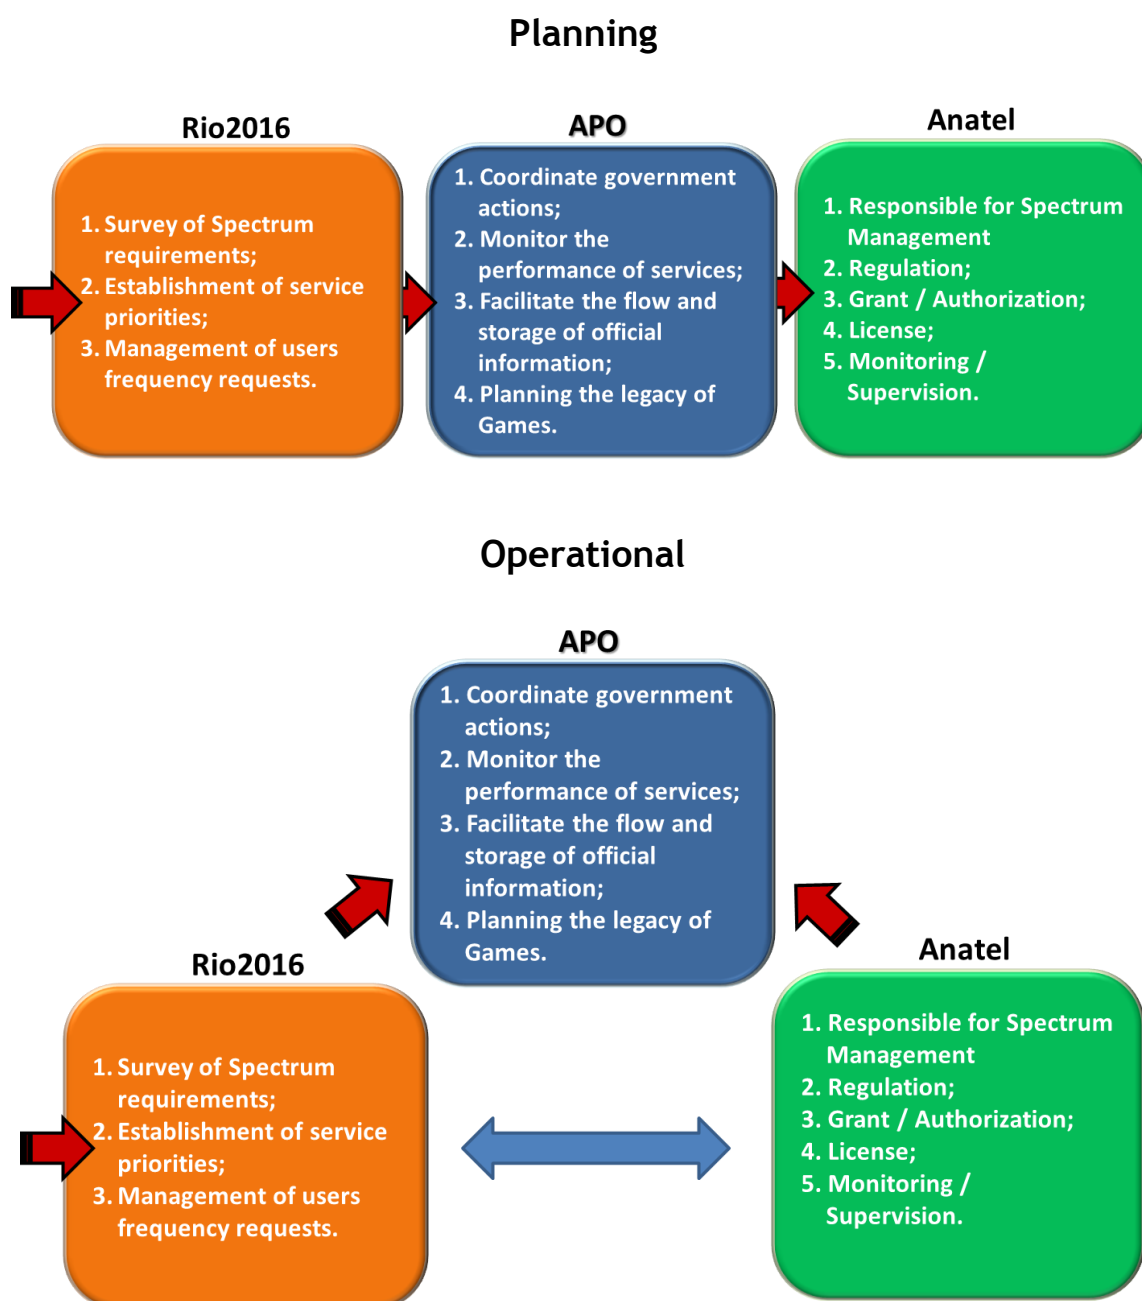 Planning
Rio2016
1. Survey of Spectrum
requirements;
2. Establishment of service
priorities;
3. Management of users
frequency requests.
APO
1. Coordinate government
actions;
2. Monitor the
performance of services;
3. Facilitate the flow and
storage of official
information;
4. Planning the legacy of
Games.
Anatel
1. Responsible for Spectrum
Management
2. Regulation;
3. Grant / Authorization;
4. License;
5. Monitoring /
Supervision.
Operational
APO
1. Coordinate government
actions;
2. Monitor the
performance of services;
3. Facilitate the flow and
storage of official
information;
4. Planning the legacy of
Games.
Rio2016
1. Survey of Spectrum
requirements;
2. Establishment of service
priorities;
3. Management of users
frequency requests.
Anatel
1. Responsible for Spectrum
Management
2. Regulation;
3. Grant / Authorization;
4. License;
5. Monitoring /
Supervision.